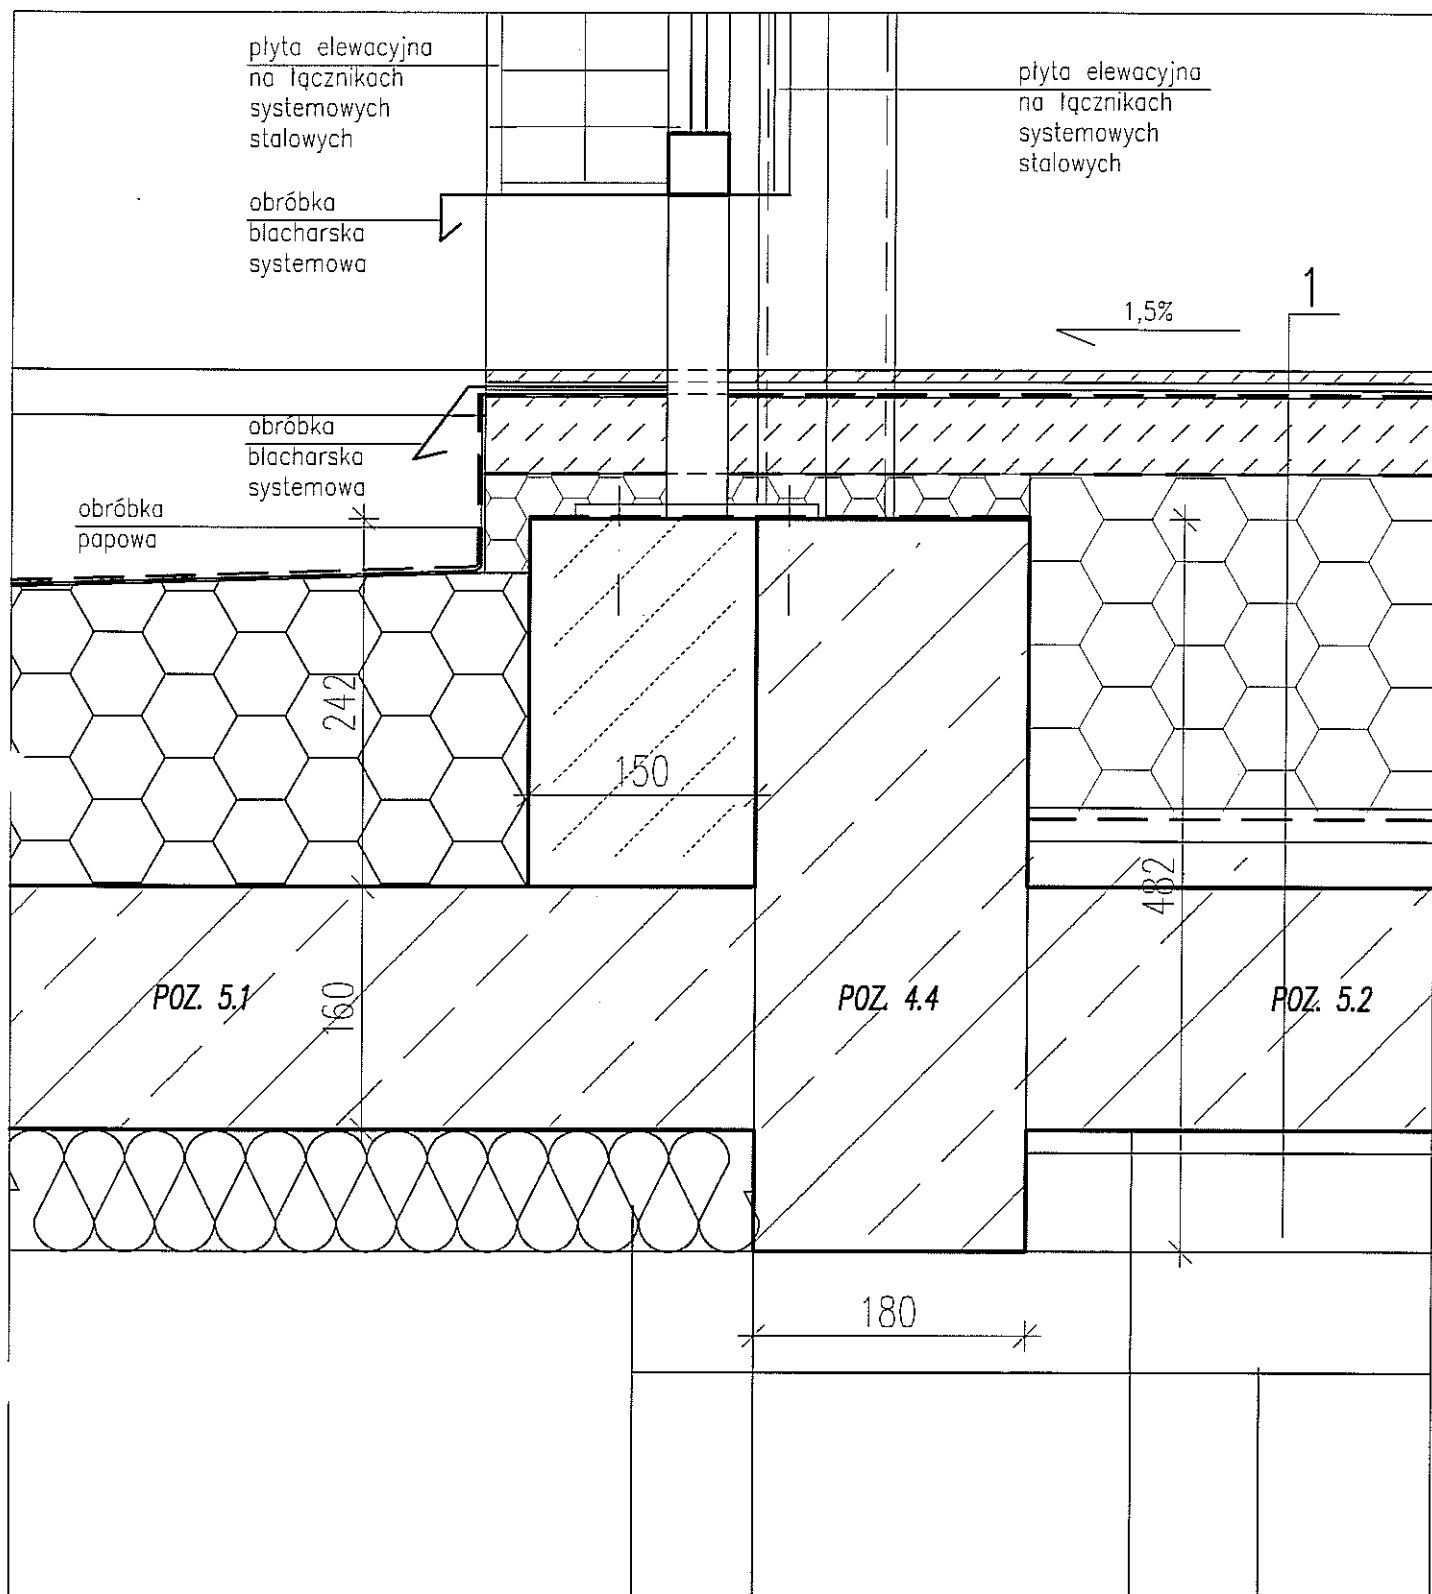 płyta elewacyjna
na łącznikach
systemowych
stalowych
płyta elewacyjna
na łącznikach
systemowych
stalowych
obróbka
blacharska
systemowa
1
1,5%
obróbka
blacharska
systemowa
obróbka
papowa
242
150
482
POZ. 5.1
160
POZ. 4.4
POZ. 5.2
180